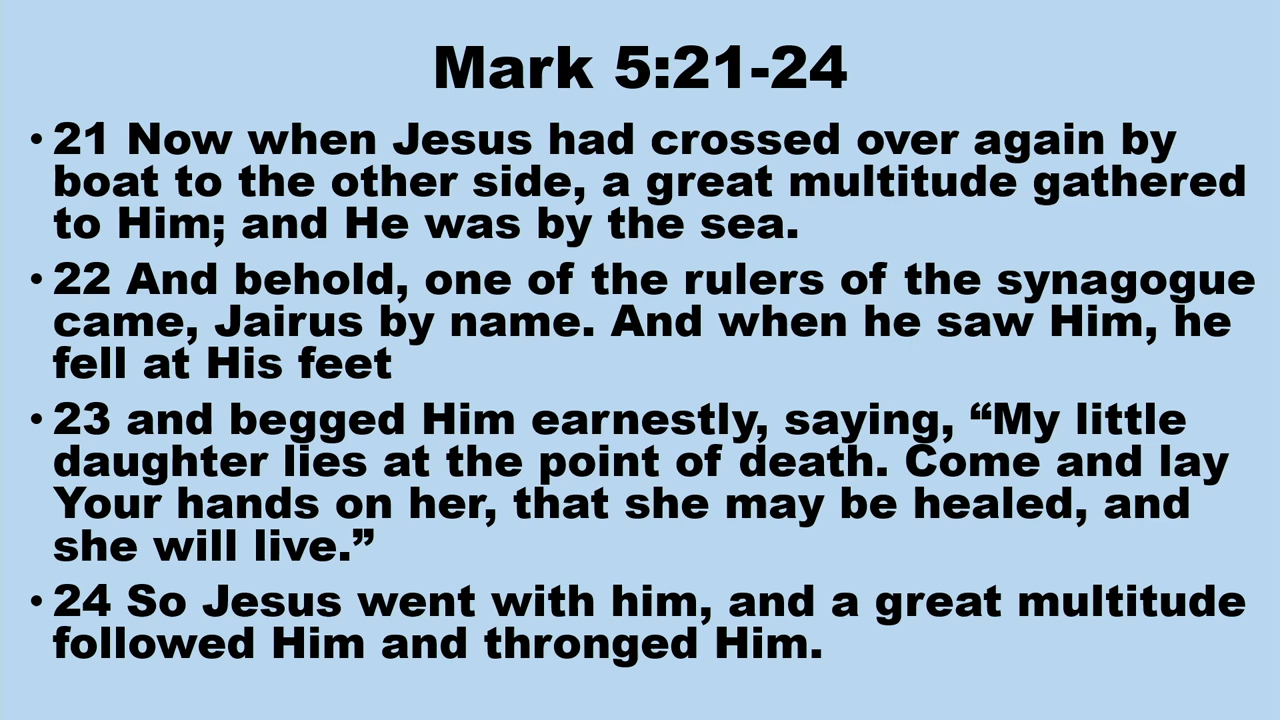 Mark 5:21-24
• 21 Now when Jesus had crossed over again by
boat to the other side, a great multitude gathered
to Him; and He was by the sea.
• 22 And behold, one of the rulers of the synagogue
came, Jairus by name. And when he saw Him, he
fell at His feet
• 23 and begged Him earnestly, saying, “My little
daughter lies at the point of death. Come and lay
Your hands on her, that she may be healed, and
she will live.”
• 24 So Jesus went with him, and a great multitude
followed Him and thronged Him.